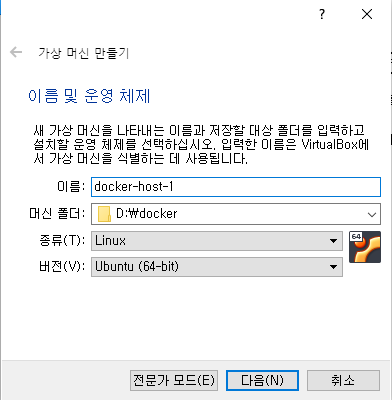 ?
가상 머신 만들기
이름 및 운영 체제
새 가상 머신을 나타내는 이름과 저장할 대상 폴더를 입력하고
설치할 운영 체제를 선택하십시오. 입력한 이름은 VirtualBox에
서 가상 머신을 식별하는 데 사용됩니다.
이름: docker-host-1
머신 폴더: D:₩docker
종류(T): Linux
64
버전(V): Ubuntu (64-bit)
전문가 모드(E) 다음(N) 취소